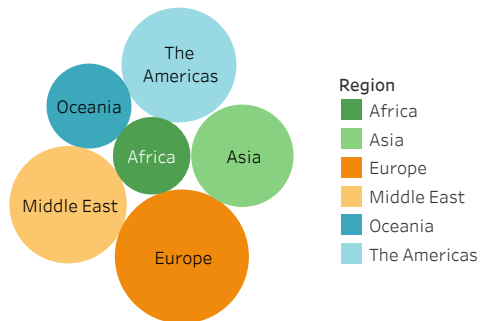 The
Americas
Oceania
Africa
Asia
Middle East
Europe
Region
Africa
Asia
Europe
Middle East
Oceania
The Americas